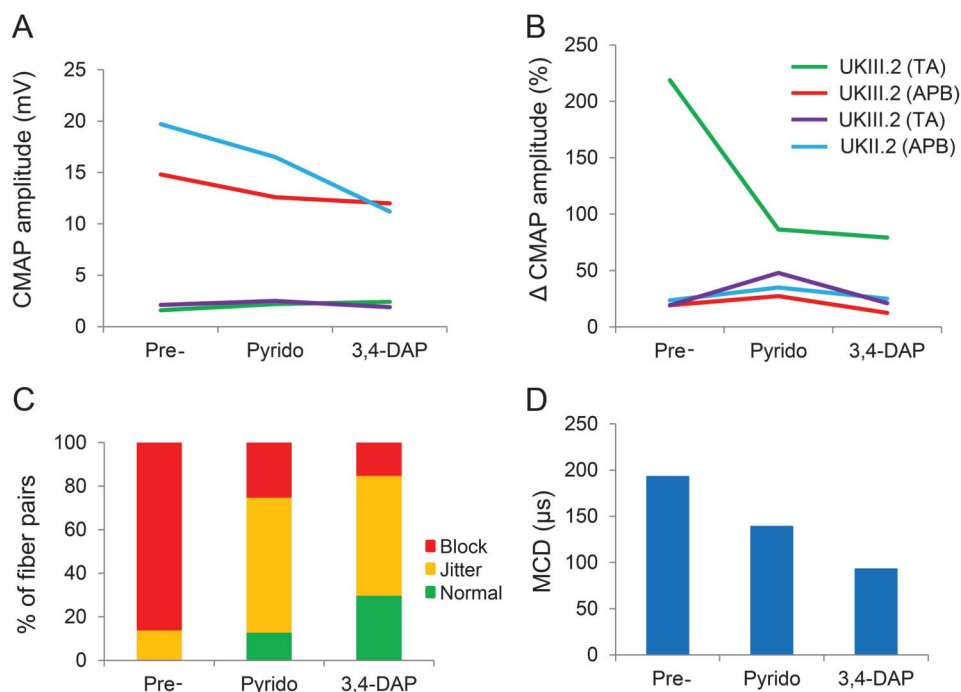 A
CMAP amplitude (mV)
25
20
15
10
5
0
Pre- Pyrido 3,4-DAP
B
Δ CMAP amplitude (%)
250
200
150
100
50
0
UKIII.2 (TA)
UKIII.2 (APB)
UKIII.2 (TA)
UKII.2 (APB)
Pre- Pyrido 3,4-DAP
C
% of fiber pairs
100
80
60
40
20
0
Block
Jitter
Normal
Pre- Pyrido 3,4-DAP
D
MCD (µs)
250
200
150
100
50
0
Pre- Pyrido 3,4-DAP